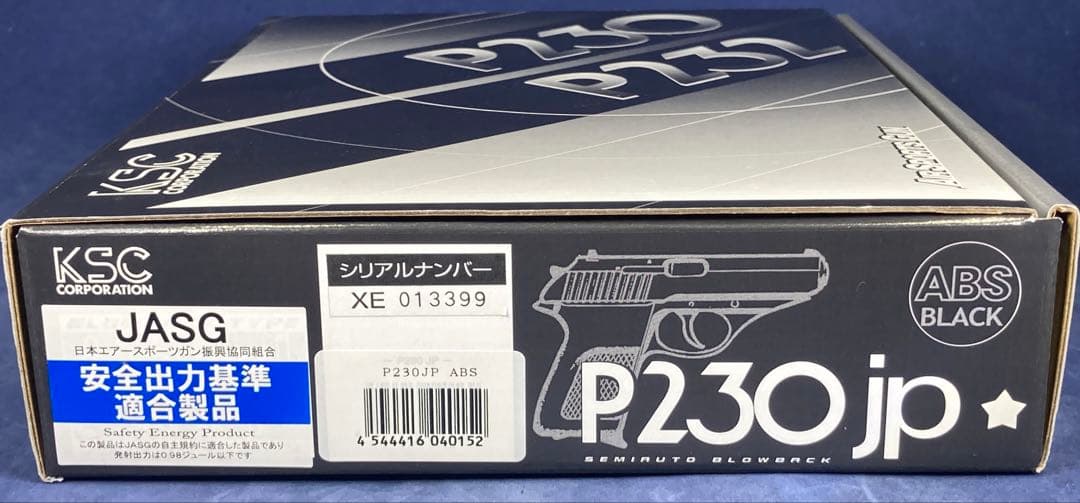 P230
P232
KSC
CORPORATION
KSC
CORPORATION
JASG
日本エアースポーツガン振興協同組合
安全出力基準
適合製品
Safety Energy Product
この製品はJASGの自主規約に適合した製品であり
発射出力は0.98ジュール以下です
シリアルナンバー
XE 013399
P230JP ABS
4 544416 040152
ABS
BLACK
P230jp
SEMIAUTO BLOWBACK